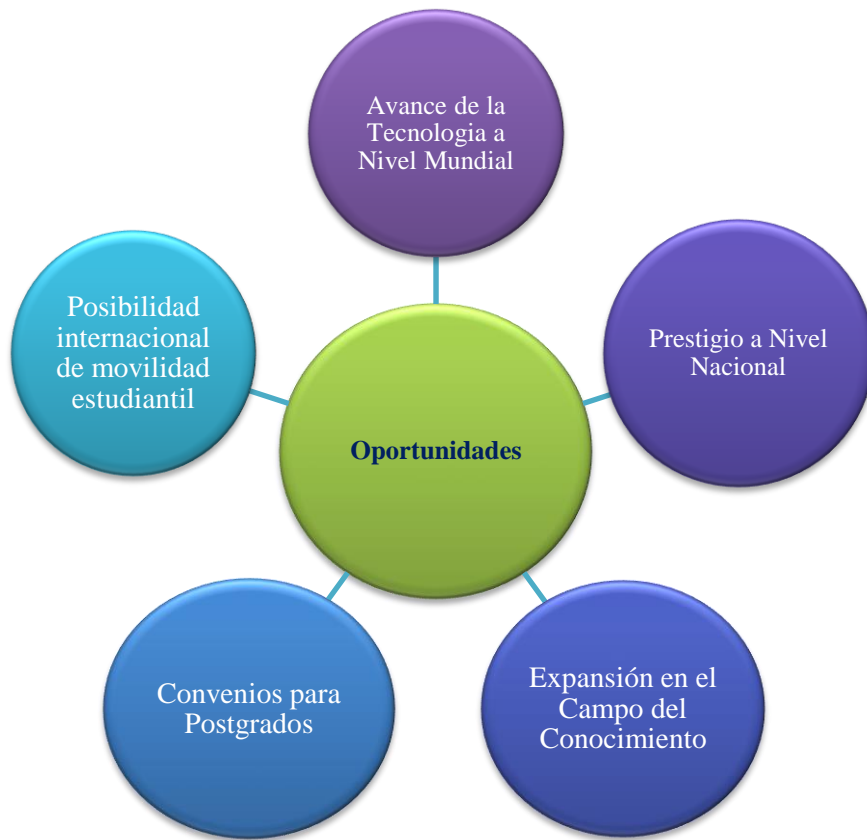 Avance de la
Tecnologia a
Nivel Mundial
Prestigio a Nivel
Nacional
Expansión en el
Campo del
Conocimiento
Convenios para
Postgrados
Posibilidad
internacional
de movilidad
estudiantil
Oportunidades